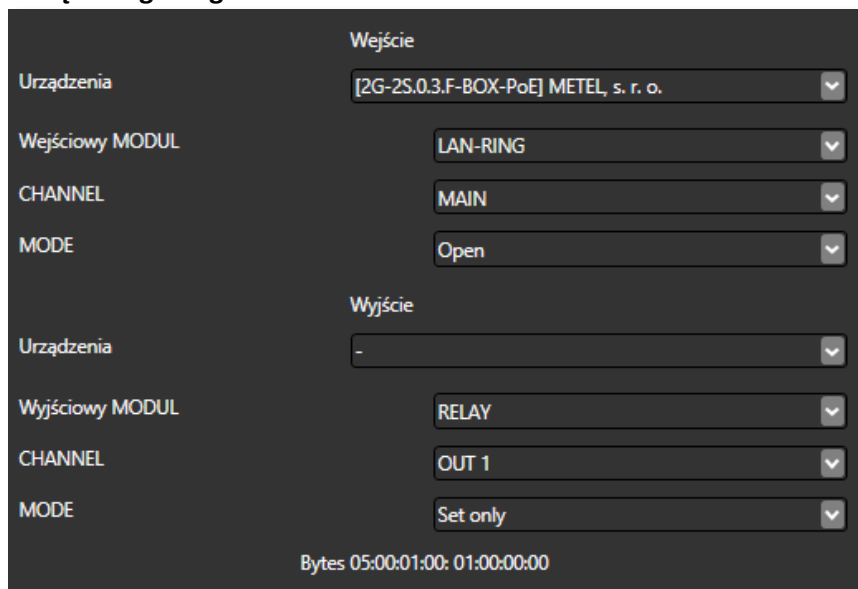 Wejście
Urządzenia [2G-2S.0.3.F-BOX-PoE] METEL, s. r. o.
Wejściowy MODUL LAN-RING
CHANNEL MAIN
MODE Open
Wyjście
Urządzenia -
Wyjściowy MODUL RELAY
CHANNEL OUT 1
MODE Set only
Bytes 05:00:01:00: 01:00:00:00